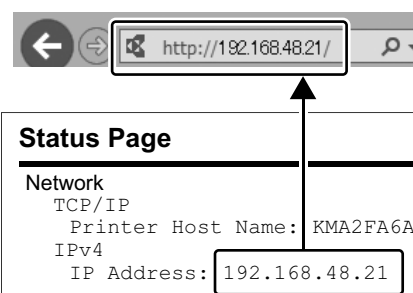 http://192.168.48.21/
Status Page
Network
TCP/IP
Printer Host Name: KMA2FA6A
IPv4
IP Address: 192.168.48.21